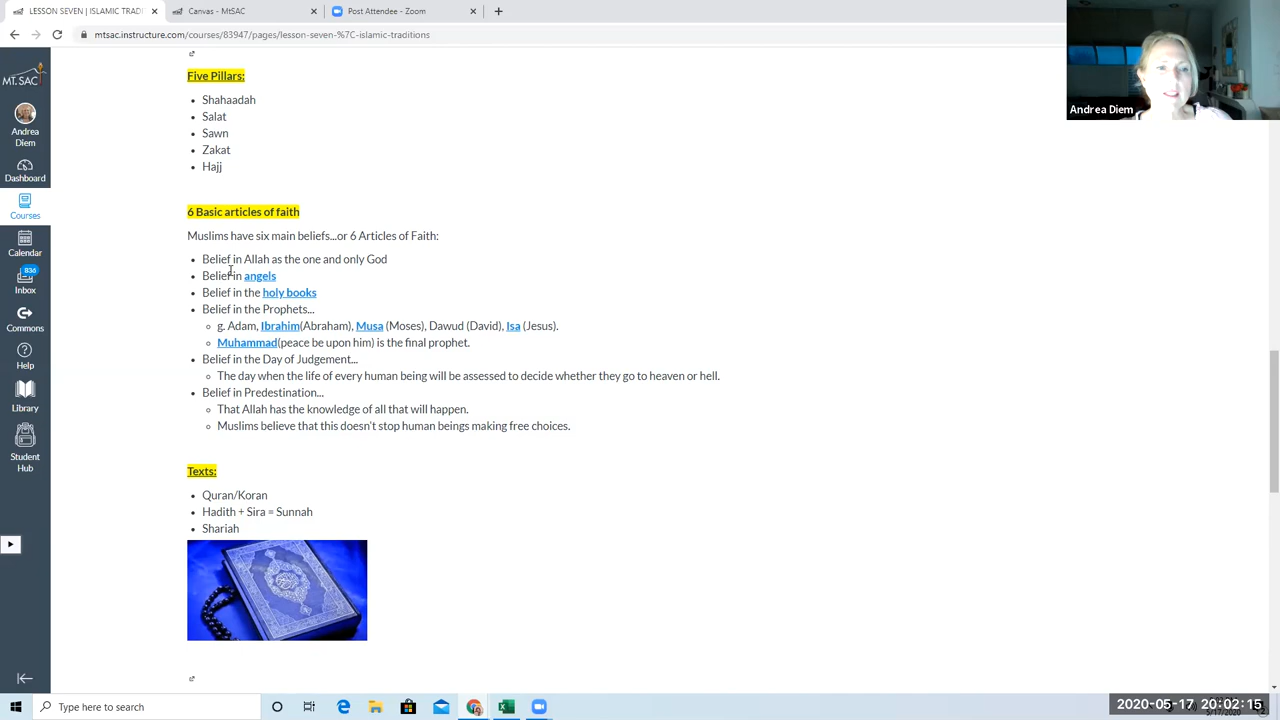 LESSON SEVEN | ISLAMIC TRADI
Canvas - MtSAC
Post Attendee - Zoom
mtsac.instructure.com/courses/83947/pages/lesson-seven-%7C-islamic-traditions
Andrea Diem
MT.SAC
Andrea
Diem
Dashboard
Courses
Calendar
836
Inbox
Commons
Help
Library
Student
Hub
Five Pillars:
Shahaadah
Salat
Sawn
Zakat
Hajj
6 Basic articles of faith
Muslims have six main beliefs...or 6 Articles of Faith:
Belief in Allah as the one and only God
Belief in angels
Belief in the holy books
Belief in the Prophets...
g. Adam, Ibrahim(Abraham), Musa (Moses), Dawud (David), Isa (Jesus).
Muhammad(peace be upon him) is the final prophet.
Belief in the Day of Judgement...
The day when the life of every human being will be assessed to decide whether they go to heaven or hell.
Belief in Predestination...
That Allah has the knowledge of all that will happen.
Muslims believe that this doesn't stop human beings making free choices.
Texts:
Quran/Koran
Hadith + Sira = Sunnah
Shariah
Type here to search
2020-05-17 20:02:15